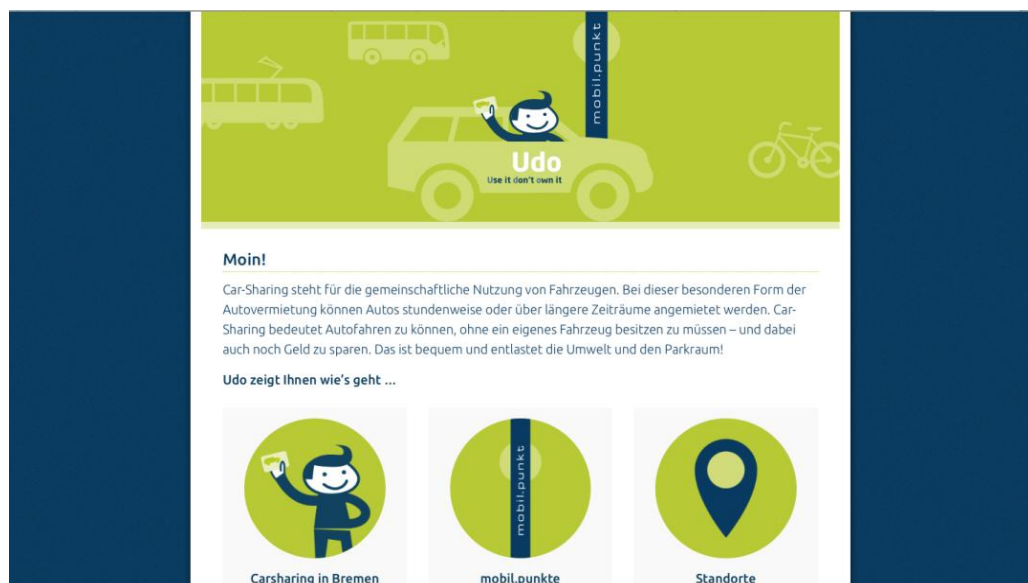 mobil.punkt
Udo
Use it don't own it
Moin!
Car-Sharing steht für die gemeinschaftliche Nutzung von Fahrzeugen. Bei dieser besonderen Form der
Autovermietung können Autos stundenweise oder über längere Zeiträume angemietet werden. Car-
Sharing bedeutet Autofahren zu können, ohne ein eigenes Fahrzeug besitzen zu müssen – und dabei
auch noch Geld zu sparen. Das ist bequem und entlastet die Umwelt und den Parkraum!
Udo zeigt Ihnen wie's geht ...
mobil.punkt
Carsharing in Bremen
mobil.punkte
Standorte